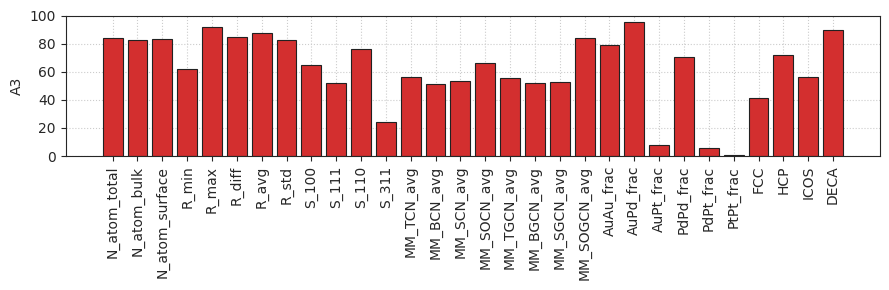 100
80
60
40
20
0
A3
N_atom_total
N_atom_bulk
N_atom_surface
R_min
R_max
R_diff
R_avg
R_std
S_100
S_111
S_110
S_311
MM_TCN_avg
MM_BCN_avg
MM_SCN_avg
MM_SOCN_avg
MM_TGCN_avg
MM_BGCN_avg
MM_SGCN_avg
MM_SOGCN_avg
AuAu_frac
AuPd_frac
AuPt_frac
PdPd_frac
PdPt_frac
PtPt_frac
FCC
HCP
ICOS
DECA